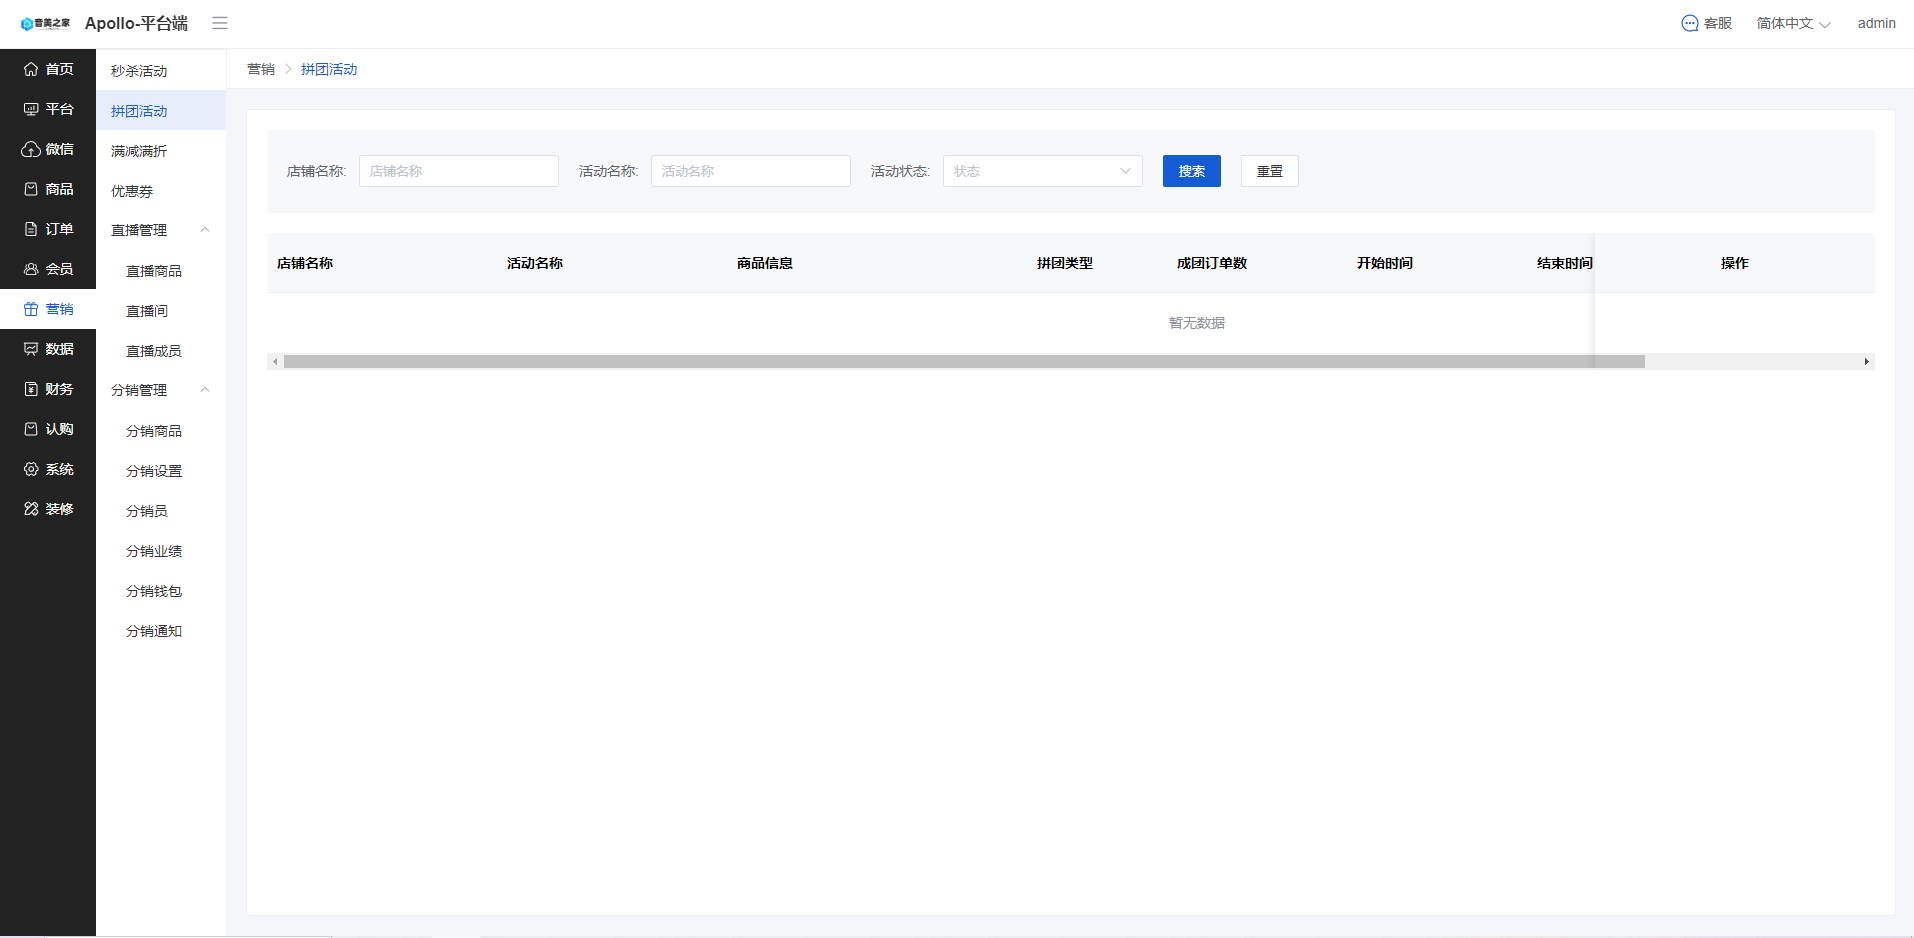 音美之家 Apollo-平台端 客服 简体中文 admin
首页
平台
微信
商品
订单
会员
营销
数据
财务
认购
系统
装修
秒杀活动
拼团活动
满减满折
优惠券
直播管理
直播商品
直播间
直播成员
分销管理
分销商品
分销设置
分销员
分销业绩
分销钱包
分销通知
营销 拼团活动
店铺名称: 店铺名称 活动名称: 活动名称 活动状态: 状态 搜索 重置
店铺名称 活动名称 商品信息 拼团类型 成团订单数 开始时间 结束时间 操作
暂无数据